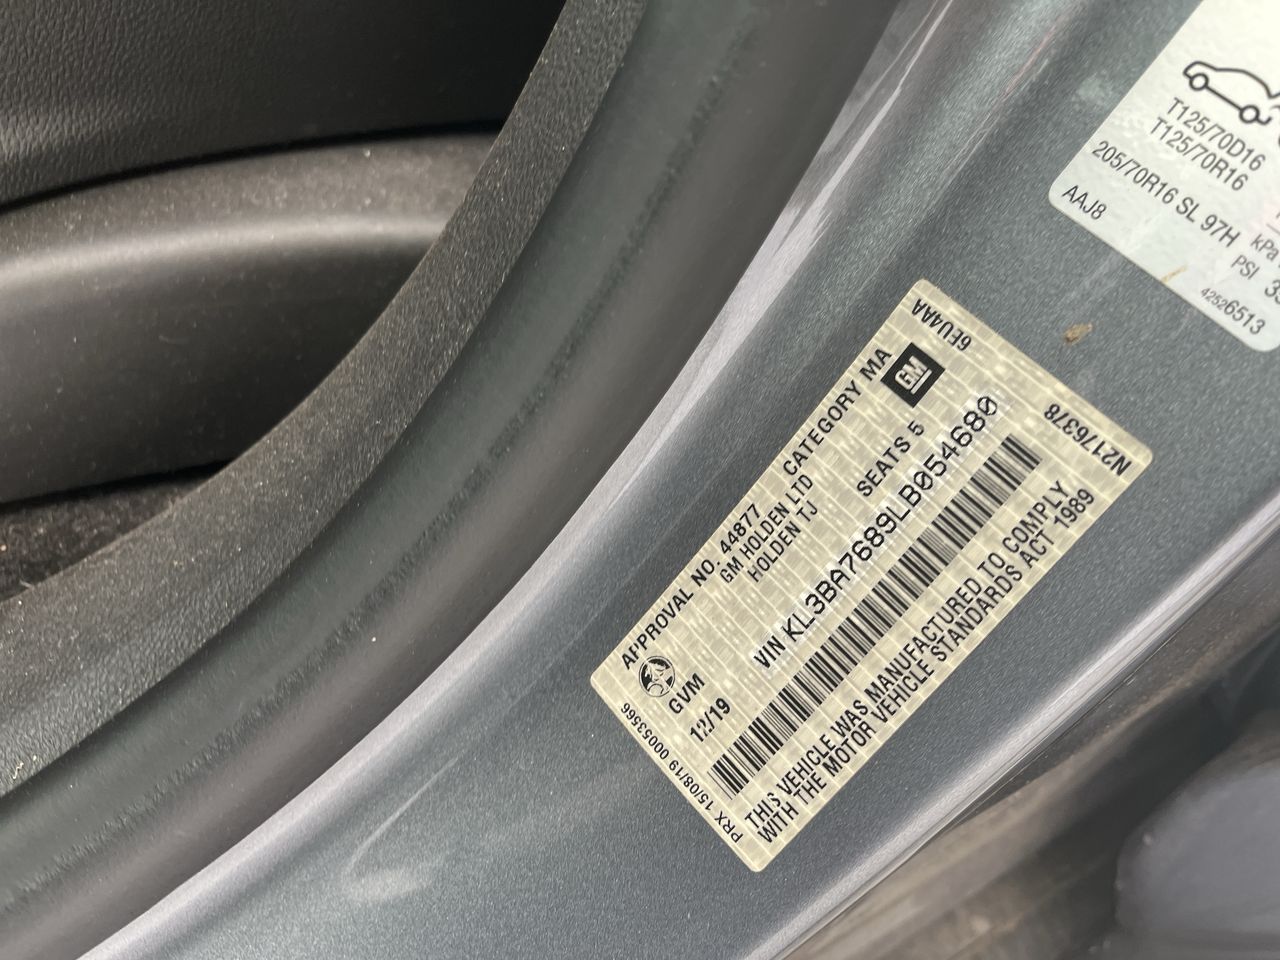 T125/70D16
T125/70R16
205/70R16 SL 97H
kPa
PSI
AAJ8
42526513
6EU4AA
N2176378
APPROVAL NO. 44877 CATEGORY MA
GM HOLDEN LTD
HOLDEN TJ
GM
GVM
SEATS 5
12/19
VIN KL3BA7689LB054680
THIS VEHICLE WAS MANUFACTURED TO COMPLY
WITH THE MOTOR VEHICLE STANDARDS ACT 1989
PRX 15/08/19 00053566